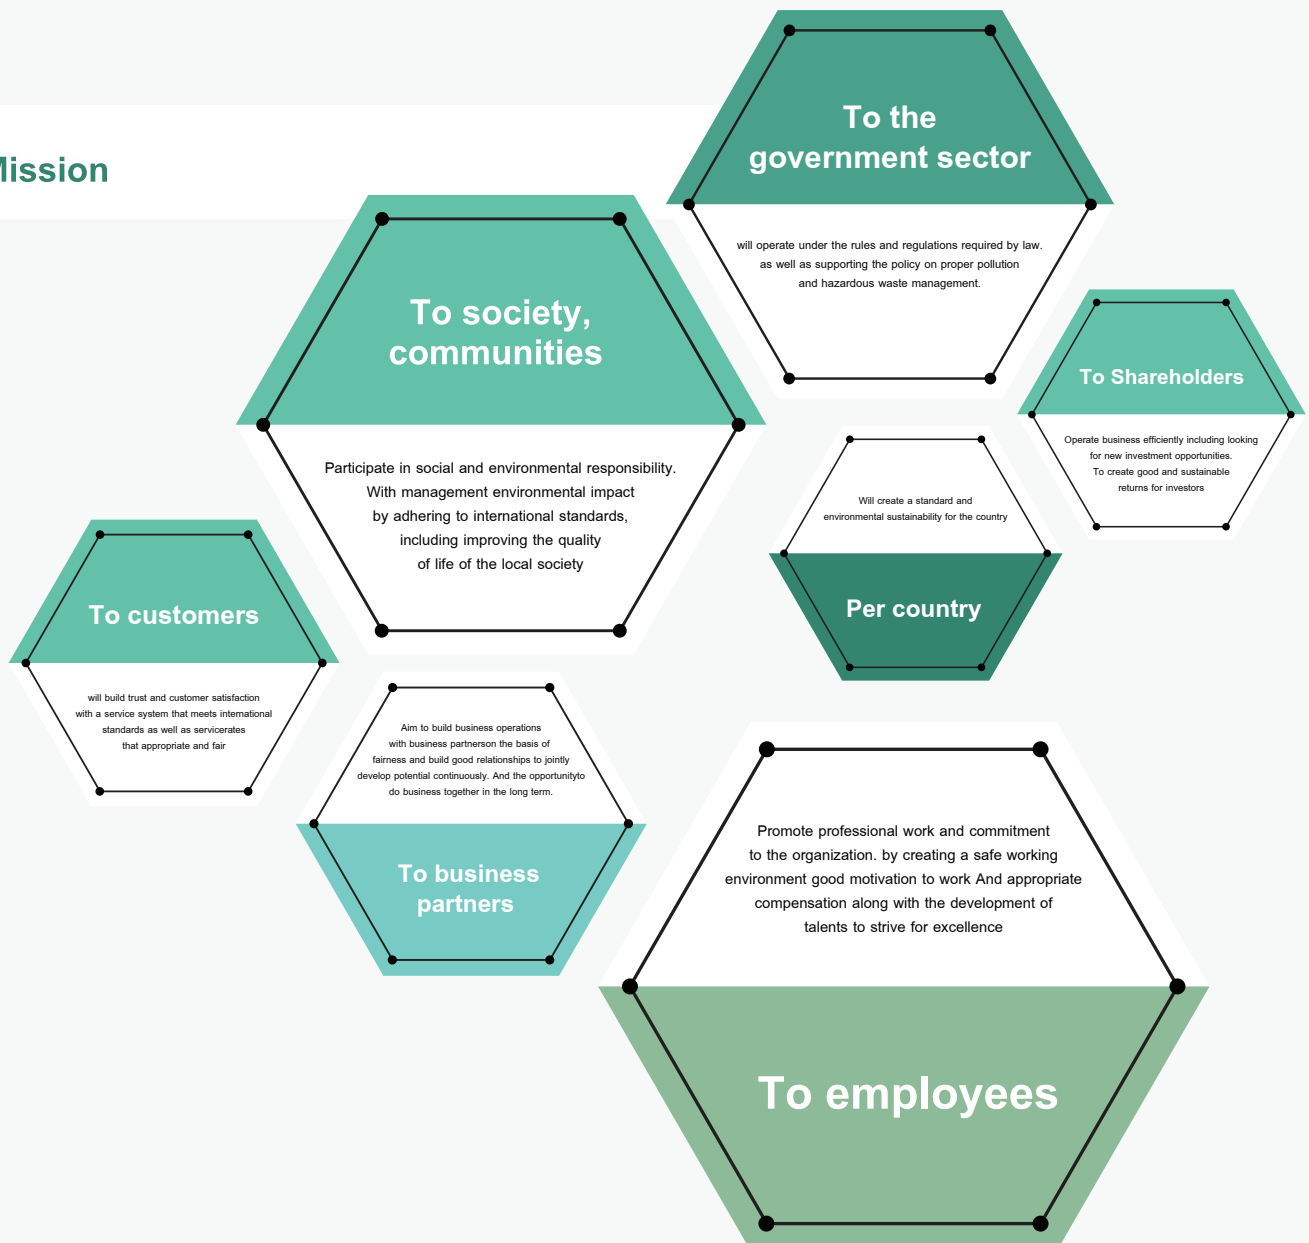 Mission
To the
government sector
will operate under the rules and regulations required by law.
as well as supporting the policy on proper pollution
and hazardous waste management.
To society,
communities
Participate in social and environmental responsibility.
With management environmental impact
by adhering to international standards,
including improving the quality
of life of the local society
To Shareholders
Operate business efficiently including looking
for new investment opportunities.
To create good and sustainable
returns for investors
Will create a standard and
environmental sustainability for the country
Per country
To customers
will build trust and customer satisfaction
with a service system that meets international
standards as well as servicerates
that appropriate and fair
Aim to build business operations
with business partnerson the basis of
fairness and build good relationships to jointly
develop potential continuously. And the opportunityto
do business together in the long term.
To business
partners
Promote professional work and commitment
to the organization. by creating a safe working
environment good motivation to work And appropriate
compensation along with the development of
talents to strive for excellence
To employees